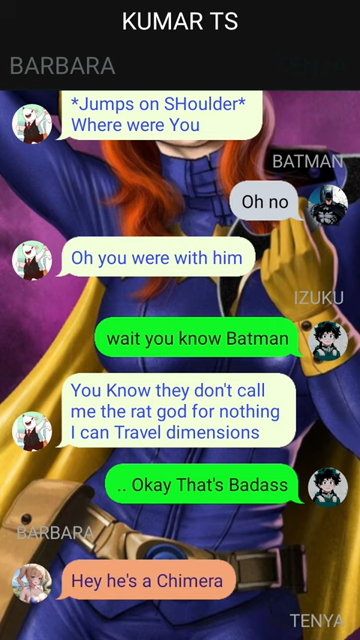 KUMAR TS
BARBARA
*Jumps on SHoulder*
Where were You
BATMAN
Oh no
Oh you were with him
IZUKU
wait you know Batman
You Know they don't call
me the rat god for nothing
I can Travel dimensions
.. Okay That's Badass
BARBARA
Hey he's a Chimera
TENYA